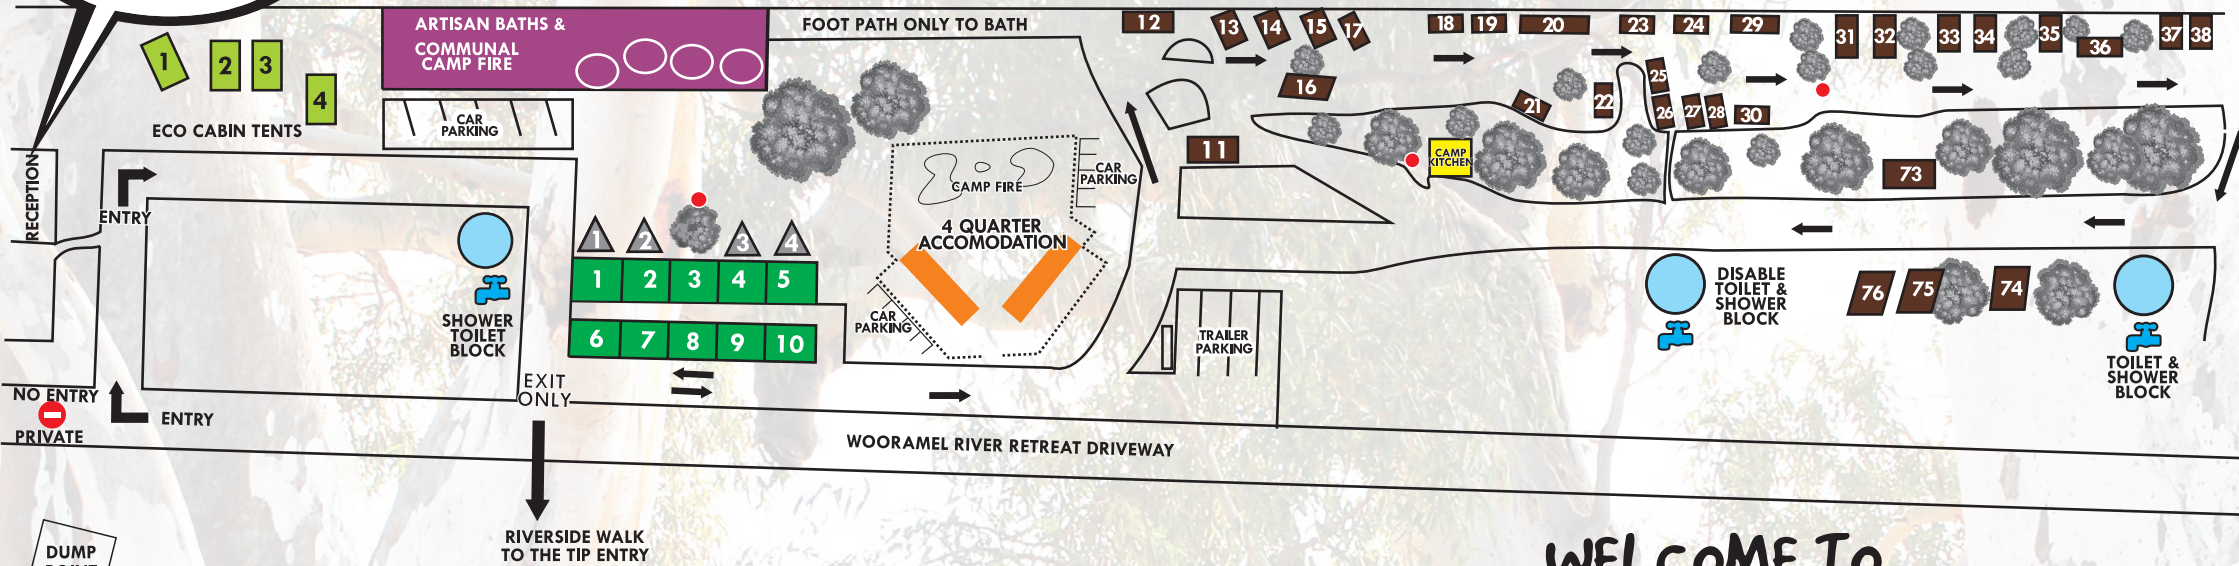 ARTISAN BATHS &
COMMUNAL
CAMP FIRE
FOOT PATH ONLY TO BATH
12
13
14
15
17
18
19
20
23
24
29
31
32
33
34
35
36
37
38
1
2
3
4
ECO CABIN TENTS
CAR
PARKING
16
21
22
25
26
27
28
30
11
CAMP
KITCHEN
73
RECEPTION
ENTRY
CAMP FIRE
CAR
PARKING
4 QUARTER
ACCOMODATION
1
2
3
4
1
2
3
4
5
6
7
8
9
10
SHOWER
TOILET
BLOCK
CAR
PARKING
TRAILER
PARKING
DISABLE
TOILET &
SHOWER
BLOCK
76
75
74
TOILET &
SHOWER
BLOCK
NO ENTRY
PRIVATE
ENTRY
EXIT
ONLY
WOORAMEL RIVER RETREAT DRIVEWAY
RIVERSIDE WALK
TO THE TIP ENTRY
DUMP
POINT
WELCOME TO